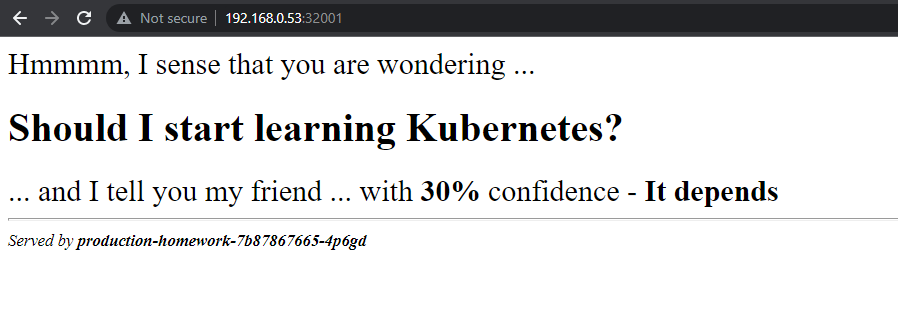 Not secure | 192.168.0.53:32001
Hmmmm, I sense that you are wondering ...
Should I start learning Kubernetes?
... and I tell you my friend ... with 30% confidence - It depends
Served by production-homework-7b87867665-4p6gd